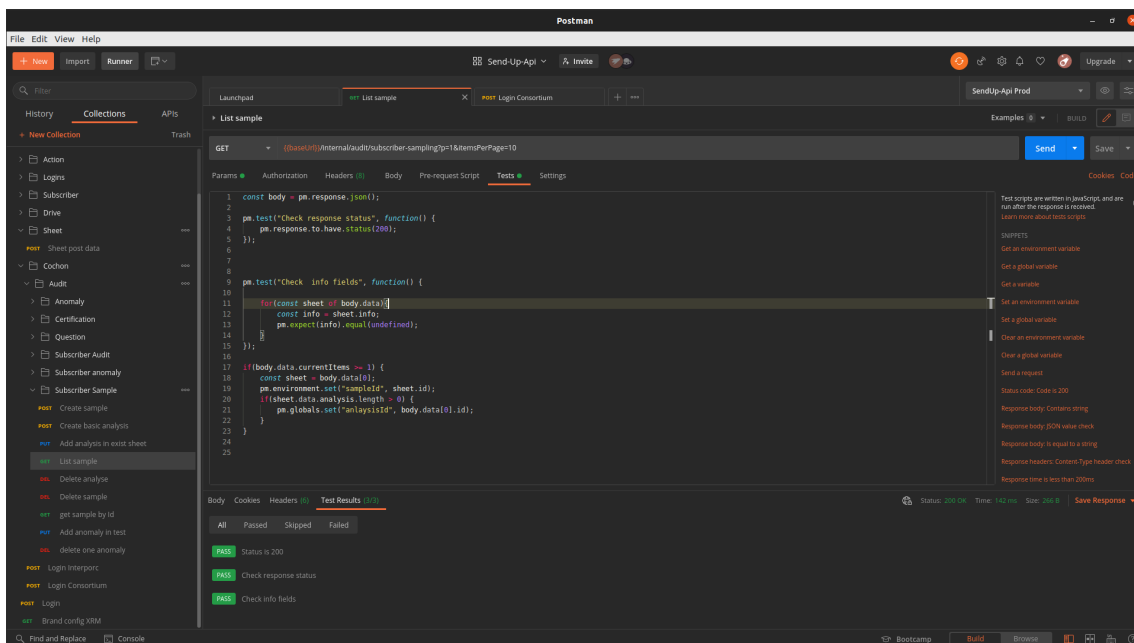 Postman
File Edit View Help
+ New Import Runner
Send-Up-Api
Invite
Upgrade
Filter
History Collections APIs
+ New Collection Trash
Action
Logins
Subscriber
Drive
Sheet
POST Sheet post data
Cochon
Audit
Anomaly
Certification
Question
Subscriber Audit
Subscriber anomaly
Subscriber Sample
POST Create sample
POST Create basic analysis
PUT Add analysis in exist sheet
GET List sample
DEL Delete analyse
DEL Delete sample
GET get sample by Id
PUT Add anomaly in test
DEL delete one anomaly
POST Login Interporc
POST Login Consortium
POST Login
GET Brand config XRM
Launchpad
GET List sample X
POST Login Consortium
+ •••
SendUp-Api Prod
List sample
Examples 0 BUILD
GET {{baseUrl}}/internal/audit/subscriber-sampling?p=1&itemsPerPage=10
Send Save
Params Authorization Headers (8) Body Pre-request Script Tests Settings
Cookies Cod
1 const body = pm.response.json();
2
3 pm.test("Check response status", function() {
4 pm.response.to.have.status(200);
5 });
6
7
8
9 pm.test("Check  info fields", function() {
10
11 for(const sheet of body.data){
12 const info = sheet.info;
13 pm.expect(info).equal(undefined);
14 }
15 });
16
17 if(body.data.currentItems >= 1) {
18 const sheet = body.data[0];
19 pm.environment.set("sampleId", sheet.id);
20 if(sheet.data.analysis.length > 0) {
21 pm.globals.set("anlaysisId", body.data[0].id);
22 }
23 }
24
25
Test scripts are written in JavaScript, and are
run after the response is received.
Learn more about tests scripts
SNIPPETS
Get an environment variable
Get a global variable
Get a variable
Set an environment variable
Set a global variable
Clear an environment variable
Clear a global variable
Send a request
Status code: Code is 200
Response body: Contains string
Response body: JSON value check
Response body: Is equal to a string
Response headers: Content-Type header check
Response time is less than 200ms
Body Cookies Headers (6) Test Results (3/3)
Status: 200 OK Time: 142 ms Size: 266 B Save Response
All Passed Skipped Failed
PASS Status is 200
PASS Check response status
PASS Check info fields
Find and Replace Console
Bootcamp Build Browse